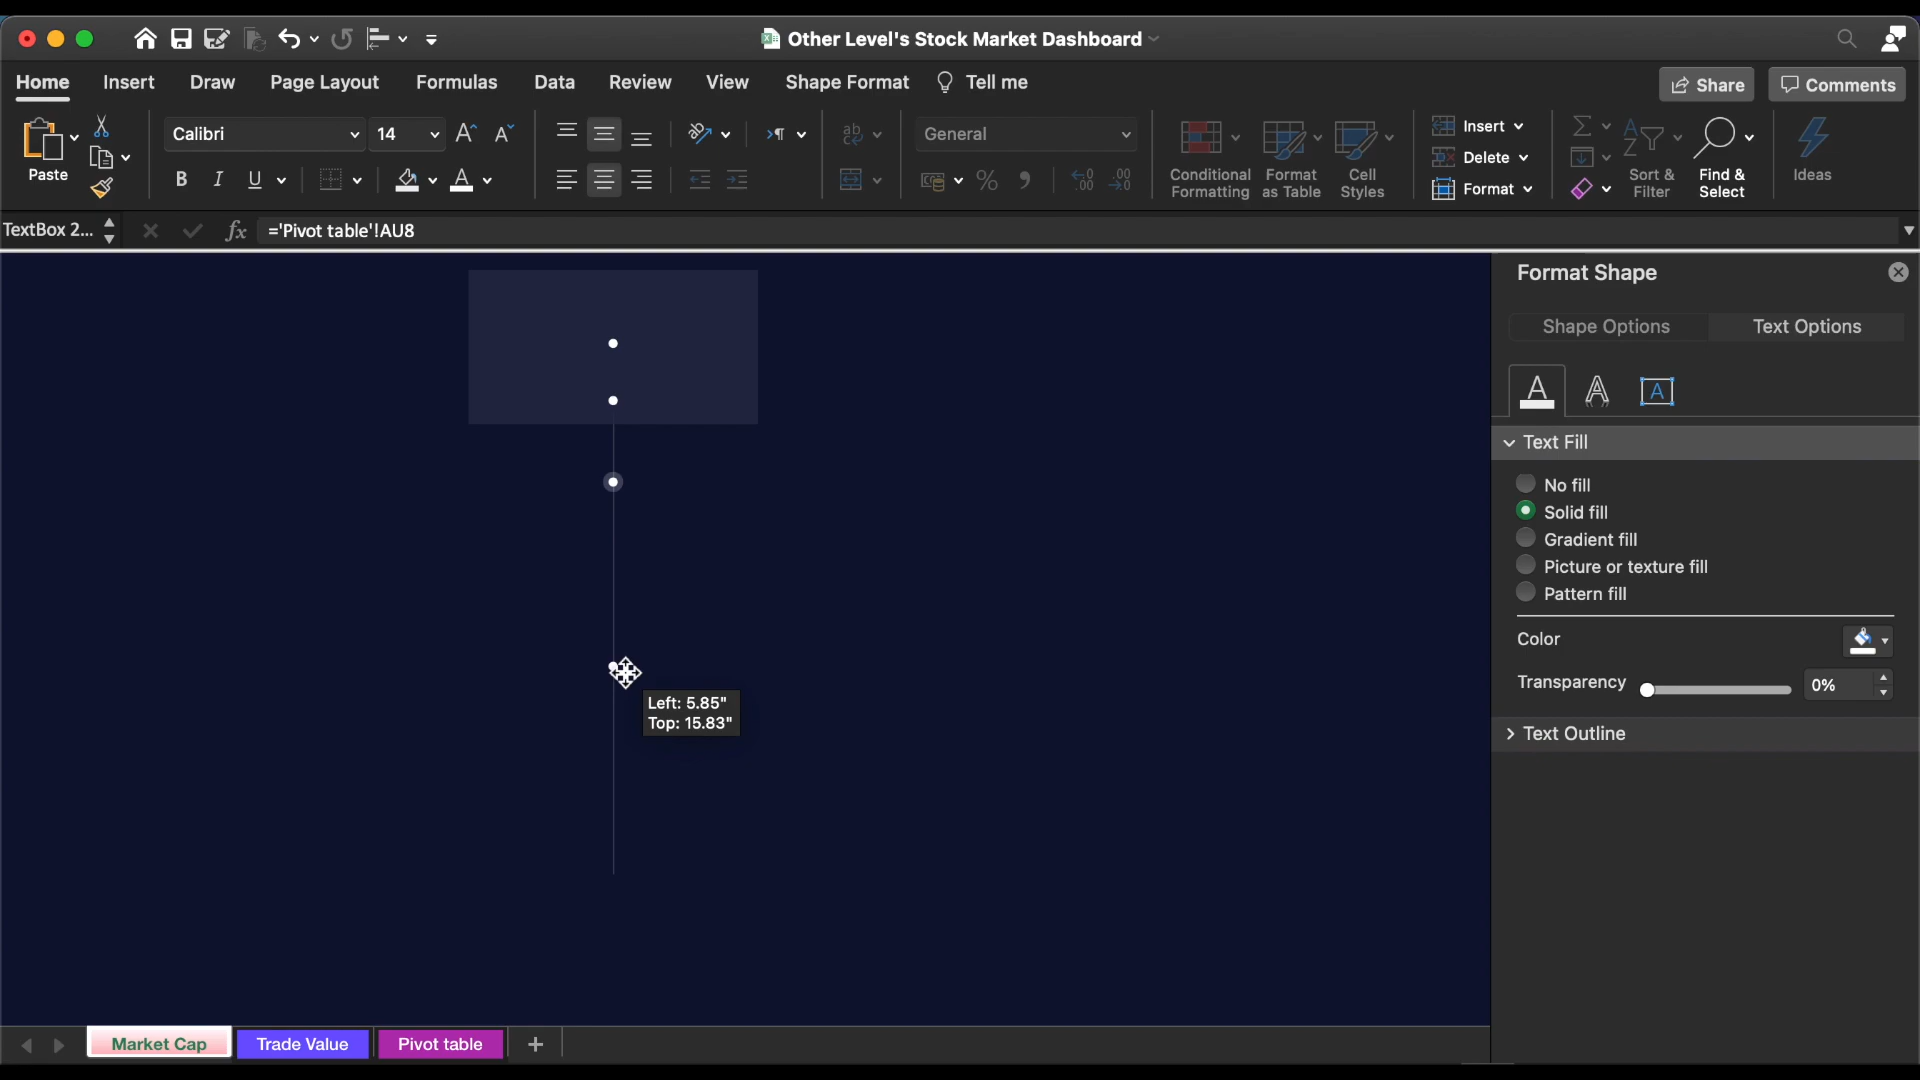 Other Level's Stock Market Dashboard
Home Insert Draw Page Layout Formulas Data Review View Shape Format Tell me Share Comments
Paste Calibri 14 A A B I U A ab General % 9 .00 Conditional Formatting Format as Table Cell Styles Insert Delete Format Sort & Filter Find & Select Ideas
TextBox 2... fx ='Pivot table'!AU8
Format Shape
Shape Options Text Options
A A A
Text Fill
No fill
Solid fill
Gradient fill
Picture or texture fill
Pattern fill
Color
Transparency 0%
Left: 5.85"
Top: 15.83"
Text Outline
Market Cap Trade Value Pivot table +